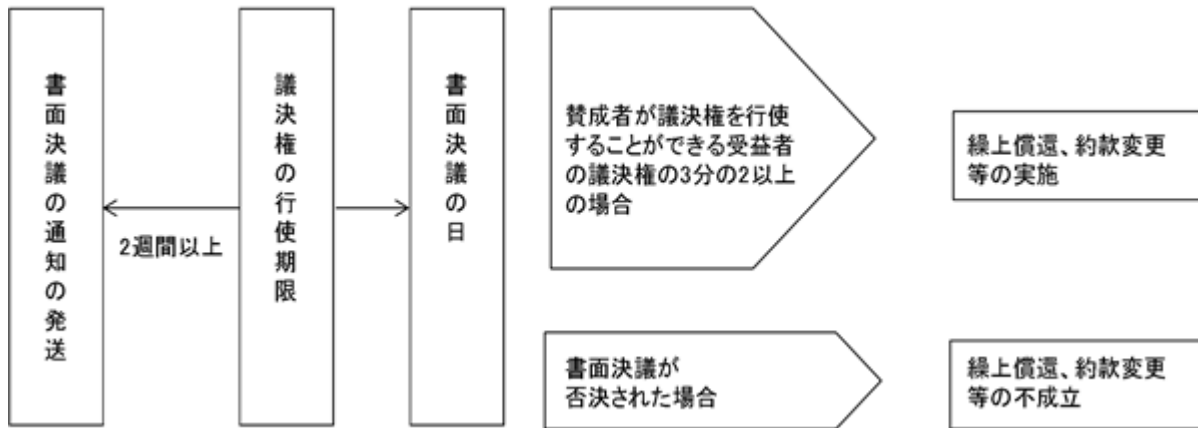 書面決議の通知の発送
2週間以上
議決権の行使期限
書面決議の日
賛成者が議決権を行使
することができる受益者
の議決権の3分の2以上
の場合
繰上償還、約款変更
等の実施
書面決議が
否決された場合
繰上償還、約款変更
等の不成立